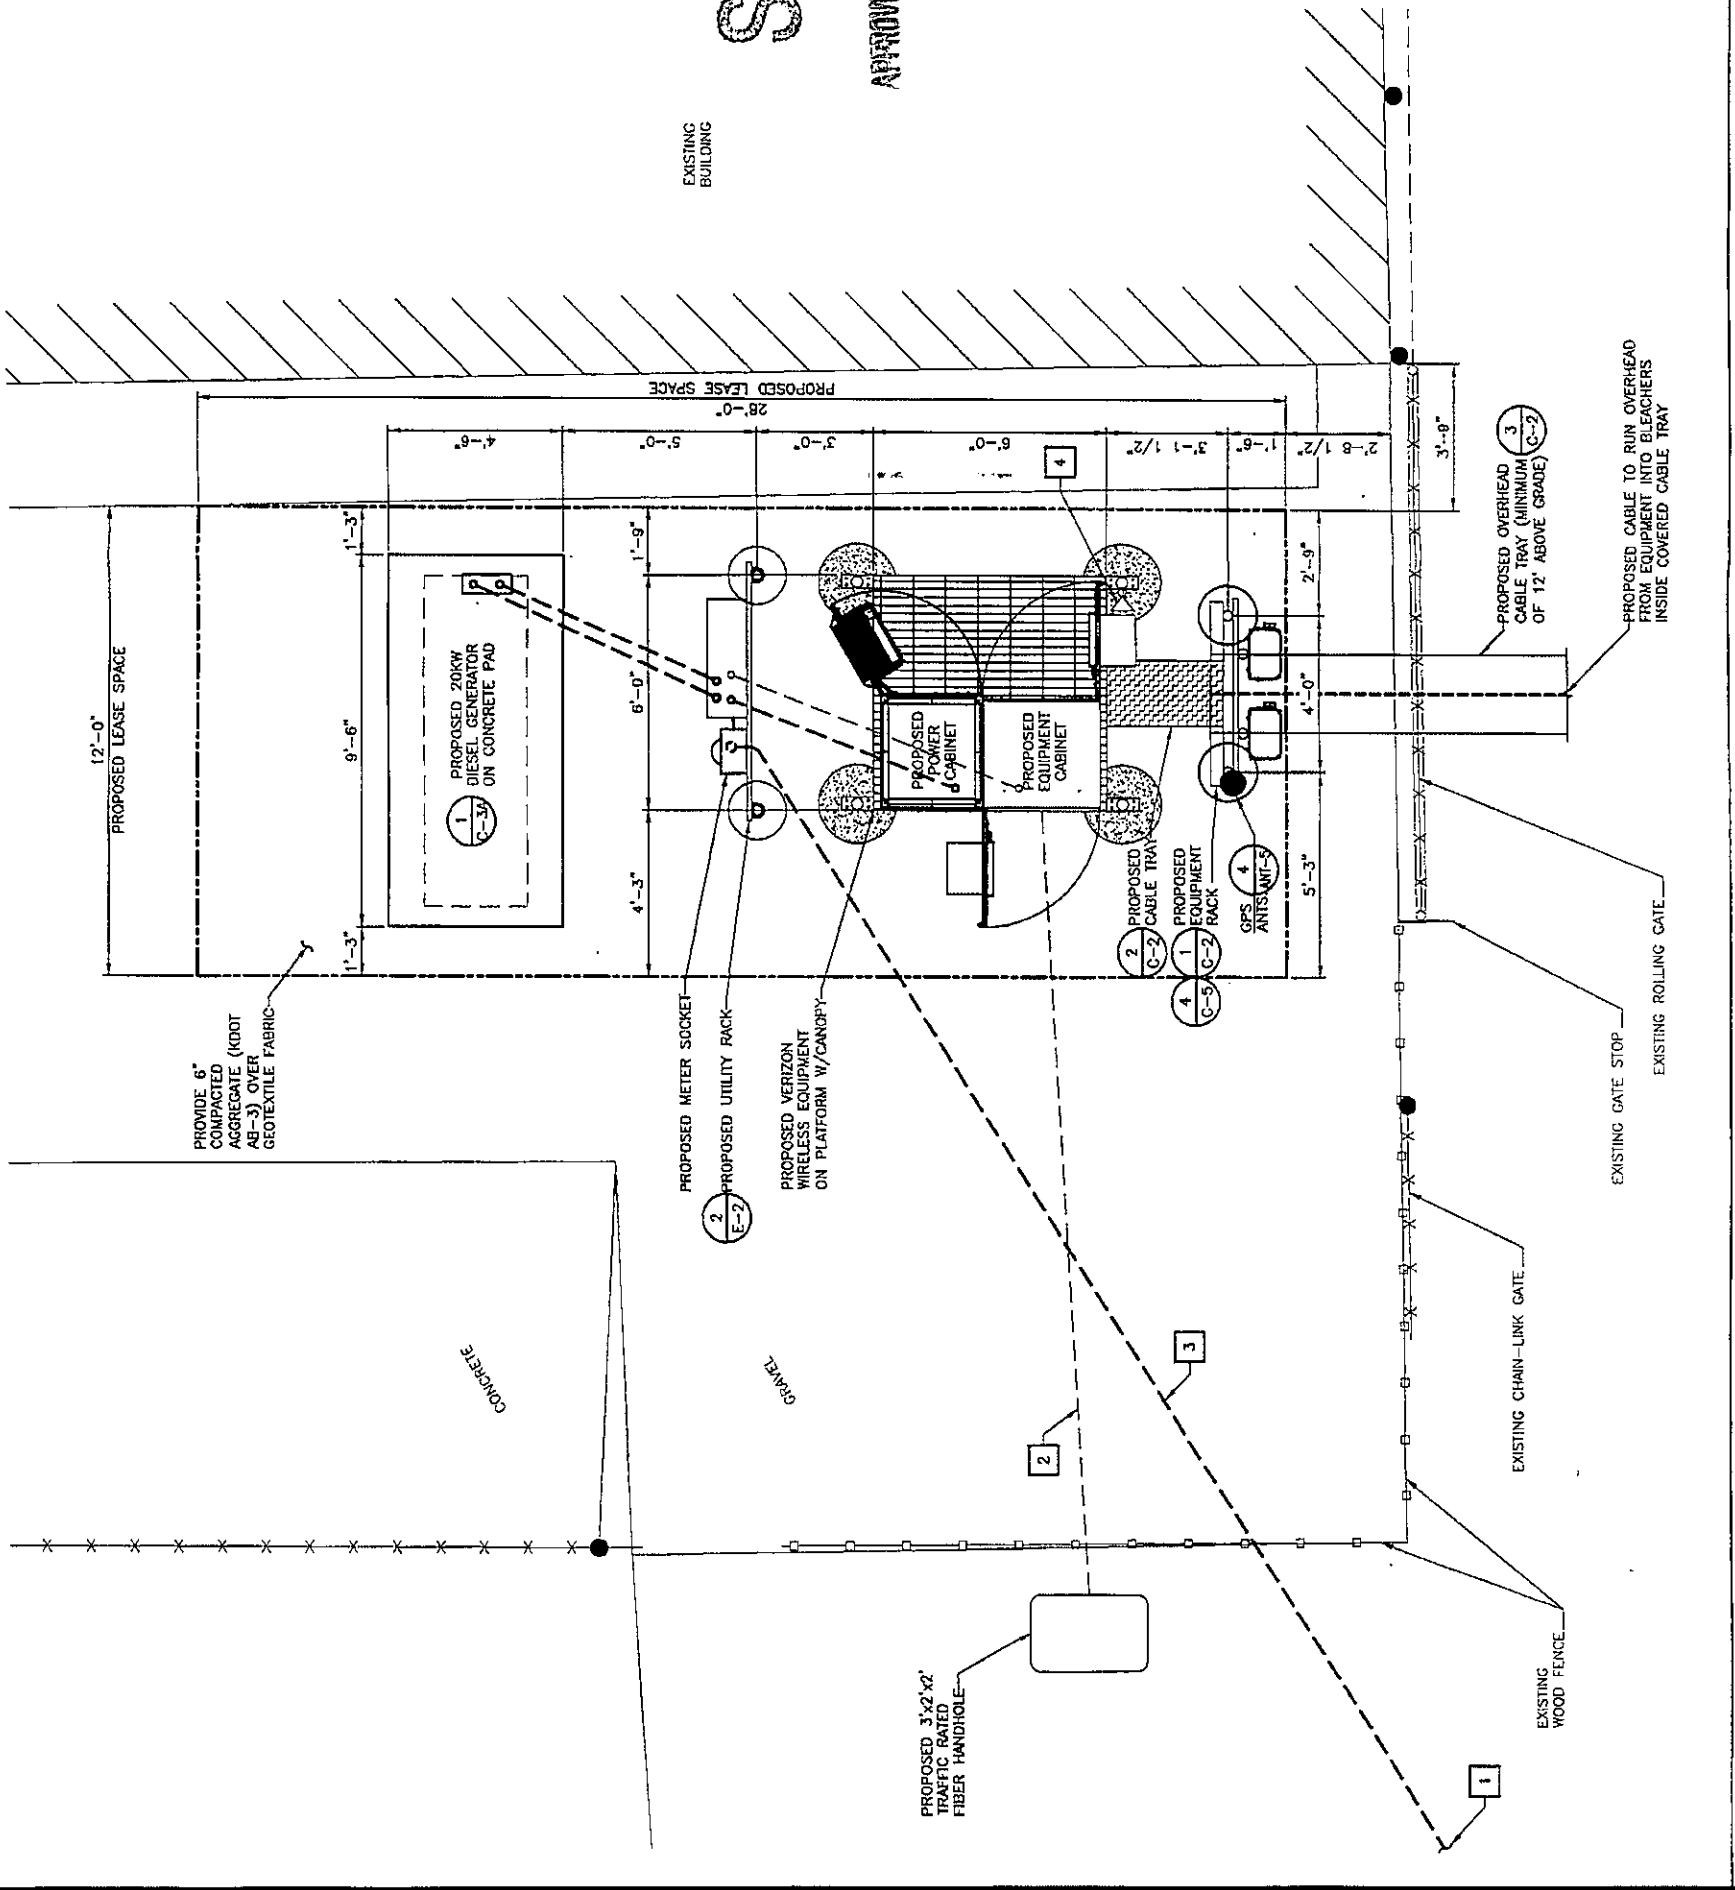 EXISTING
BUILDING
12'-0"
PROPOSED LEASE SPACE
28'-0"
PROPOSED LEASE SPACE
4'-6"
5'-0"
3'-0"
6'-0"
3'-1 1/2"
1'-6"
2'-8 1/2"
3'-9"
1'-3"
9'-6"
1'-3"
PROPOSED 20KW
DIESEL GENERATOR
ON CONCRETE PAD
1
C-3A
1'-9"
6'-0"
4'-3"
PROPOSED
POWER
CABINET
PROPOSED
EQUIPMENT
CABINET
4
2'-9"
4'-0"
5'-3"
PROVIDE 6"
COMPACTED
AGGREGATE (KDOT
AB-3) OVER
GEOTEXTILE FABRIC
PROPOSED METER SOCKET
PROPOSED UTILITY RACK
2
E-2
PROPOSED VERIZON
WIRELESS EQUIPMENT
ON PLATFORM W/CANOPY
PROPOSED
CABLE TRAY
2
C-2
PROPOSED
EQUIPMENT
RACK
1
C-2
4
C-5
GPS
ANTS
4
ANT-5
PROPOSED OVERHEAD
CABLE TRAY (MINIMUM
OF 12' ABOVE GRADE)
3
C-2
PROPOSED CABLE TO RUN OVERHEAD
FROM EQUIPMENT INTO BLEACHERS
INSIDE COVERED CABLE TRAY
EXISTING ROLLING GATE
EXISTING GATE STOP
EXISTING CHAIN-LINK GATE
EXISTING
WOOD FENCE
CONCRETE
GRAVEL
2
3
1
PROPOSED 3'x2'x2'
TRAFFIC RATED
FIBER HANDHOLE
S